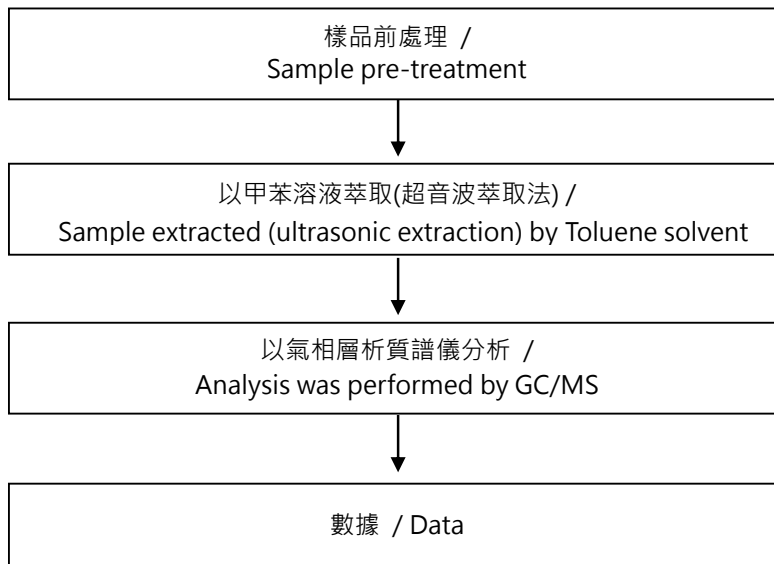 樣品前處理 /
Sample pre-treatment
以甲苯溶液萃取(超音波萃取法) /
Sample extracted (ultrasonic extraction) by Toluene solvent
以氣相層析質譜儀分析 /
Analysis was performed by GC/MS
數據 / Data